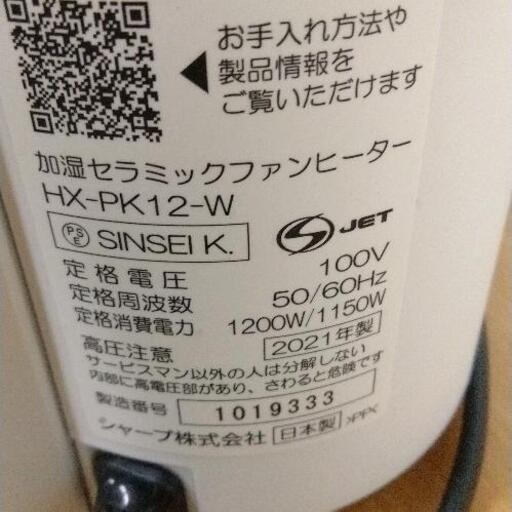 お手入れ方法や
製品情報を
ご覧いただけます
加湿セラミックファンヒーター
HX-PK12-W
PSE SINSEI K. S JET
定格電圧 100V
定格周波数 50/60Hz
定格消費電力 1200W/1150W
高圧注意 2021年製
サービスマン以外の人は分解しない
内部に高電圧部があり、さわると危険です
製造番号 1019333
シャープ株式会社 日本製 >PP<